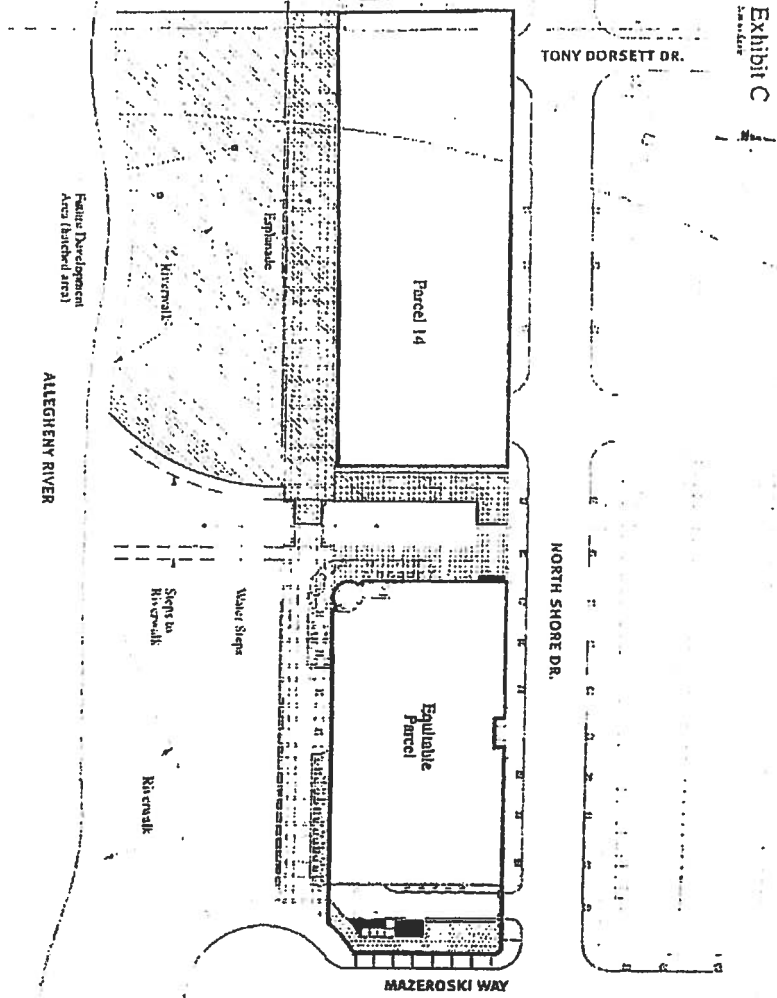 Exhibit C
TONY DORSETT DR.
Parcel 14
Esplanade
Riverwalk
Future Development
Area (hatched area)
ALLEGHENY RIVER
NORTH SHORE DR.
Water Steps
Steps to
Riverwalk
Equitable
Parcel
Riverwalk
MAZEROSKI WAY